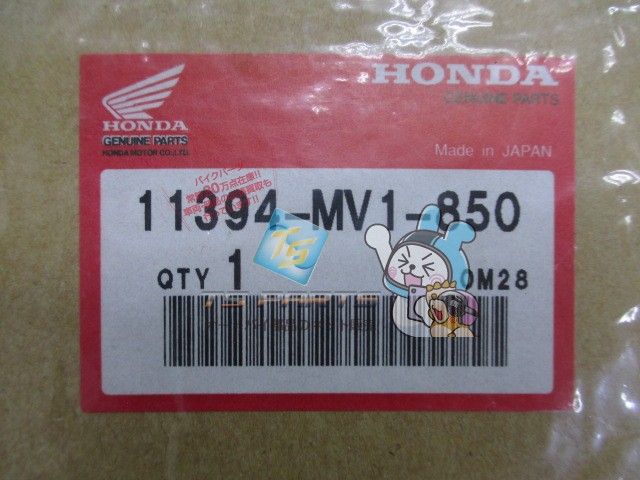 HONDA
GENUINE PARTS
HONDA MOTOR CO.,LTD.
HONDA
GENUINE PARTS
Made in JAPAN
11394-MV1-850
QTY 1
0M28
TS